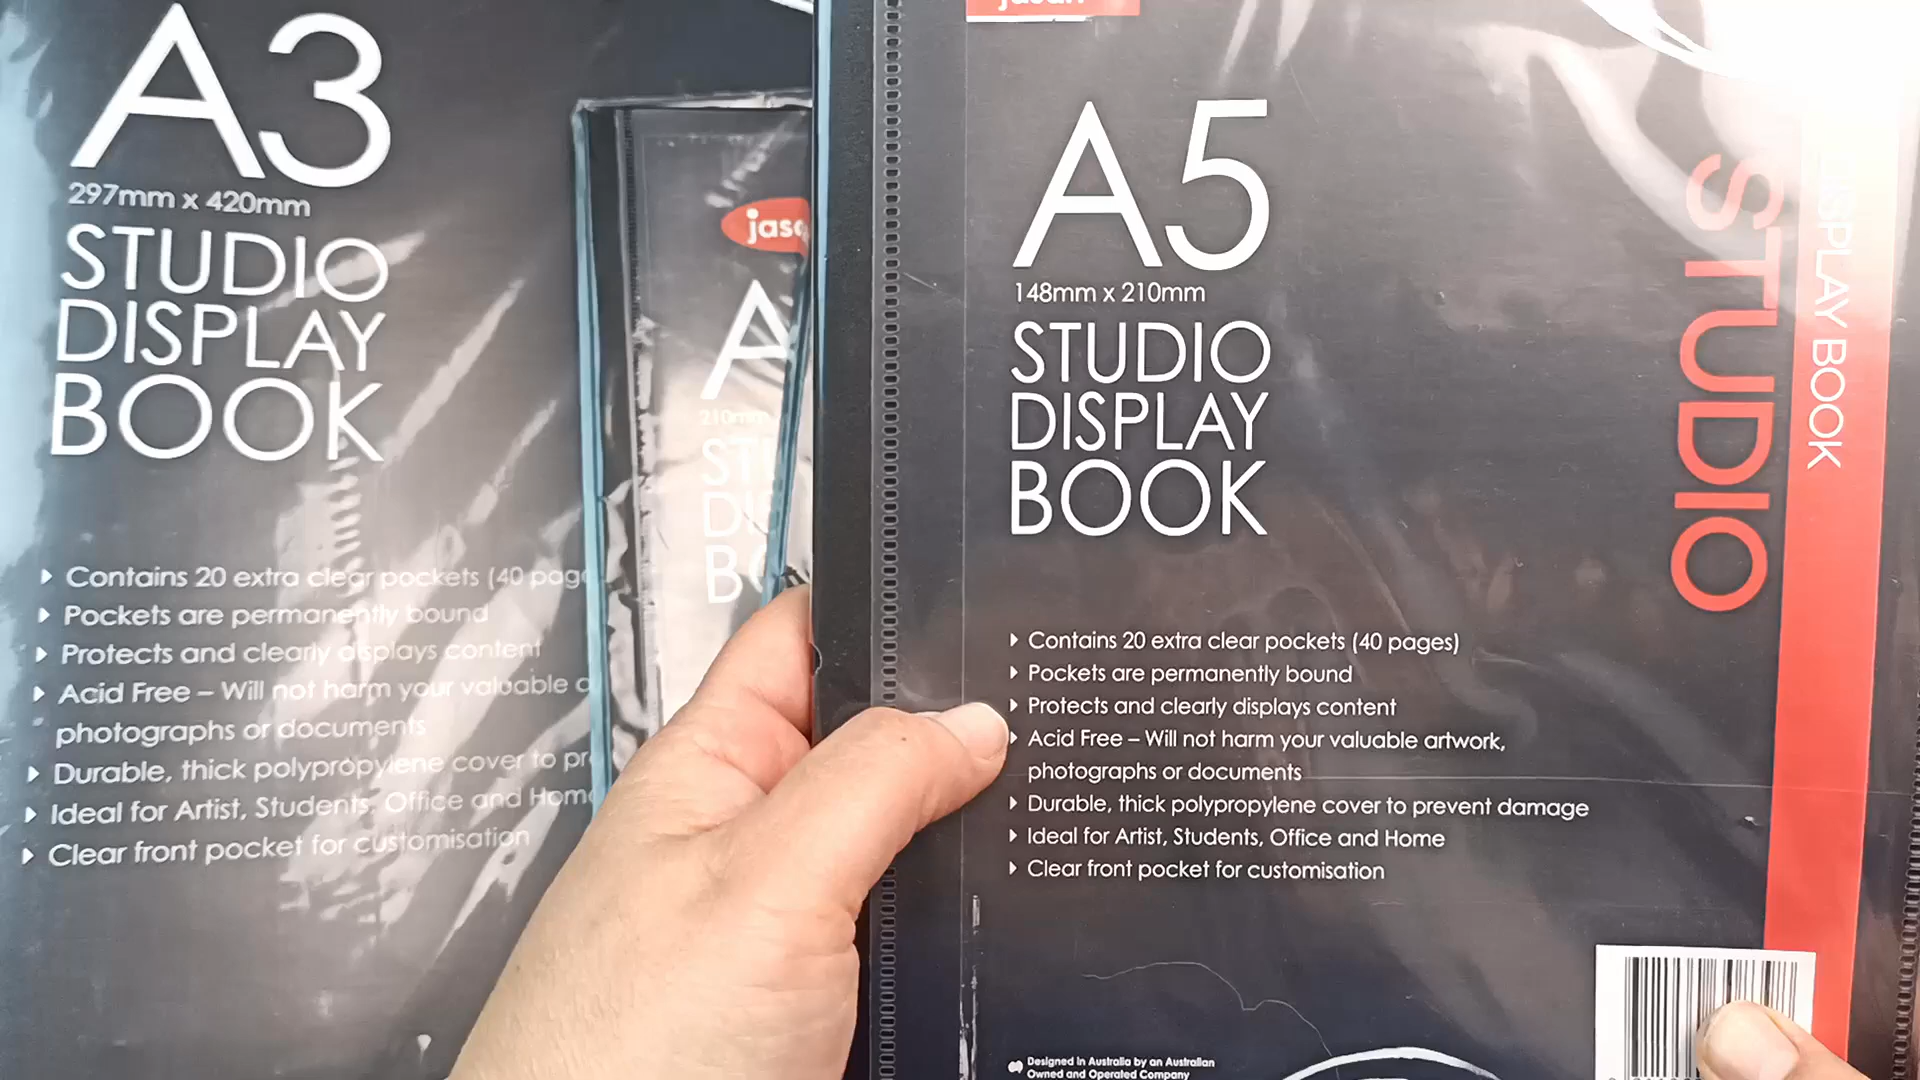 A3
297mm x 420mm
STUDIO
DISPLAY
BOOK
Contains 20 extra clear pockets (40
Pockets are permanently bound
Protects and clearly displays content
Acid Free – Will not harm your valuable
photographs or documents
Durable, thick polypropylene cover to
Ideal for Artist, Students, Office and
Clear front pocket for customisation
A
210mm
jasan
A5
148mm x 210mm
STUDIO
DISPLAY
BOOK
Contains 20 extra clear pockets (40 pages)
Pockets are permanently bound
Protects and clearly displays content
Acid Free – Will not harm your valuable artwork,
photographs or documents
Durable, thick polypropylene cover to prevent damage
Ideal for Artist, Students, Office and Home
Clear front pocket for customisation
Designed in Australia by an Australian
Owned and Operated Company
STUDIO
DISPLAY BOOK